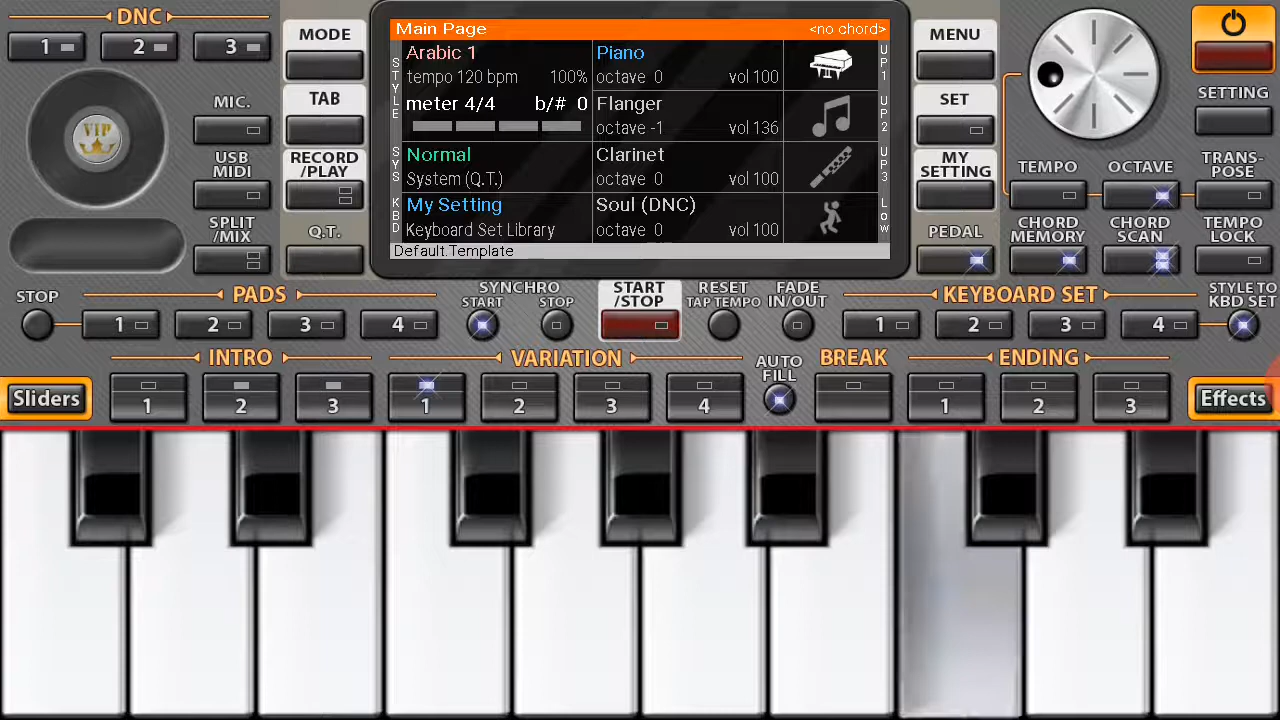 DNC
1
2
3
VIP
MIC.
USB
MIDI
SPLIT
/MIX
MODE
TAB
RECORD
/PLAY
Q.T.
Main Page <no chord>
STYLE
Arabic 1
tempo 120 bpm 100%
meter 4/4 b/# 0
SYS
Normal
System (Q.T.)
KBD
My Setting
Keyboard Set Library
Piano
octave 0 vol 100
UP1
Flanger
octave -1 vol 136
UP2
Clarinet
octave 0 vol 100
UP3
Soul (DNC)
octave 0 vol 100
Low
Default.Template
MENU
SET
MY
SETTING
PEDAL
SETTING
TEMPO
OCTAVE
TRANS-
POSE
CHORD
MEMORY
CHORD
SCAN
TEMPO
LOCK
STOP
PADS
1
2
3
4
SYNCHRO
START
STOP
START
/STOP
RESET
TAP TEMPO
FADE
IN/OUT
KEYBOARD SET
1
2
3
4
STYLE TO
KBD SET
Sliders
INTRO
1
2
3
VARIATION
1
2
3
4
AUTO
FILL
BREAK
ENDING
1
2
3
Effects